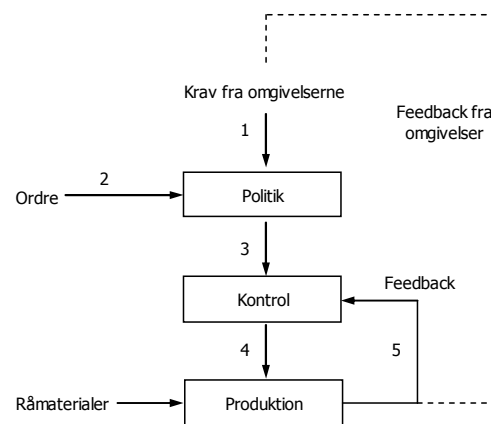 Krav fra omgivelserne
Feedback fra
omgivelser
1
2
Ordre
Politik
3
Feedback
Kontrol
4
5
Råmaterialer
Produktion